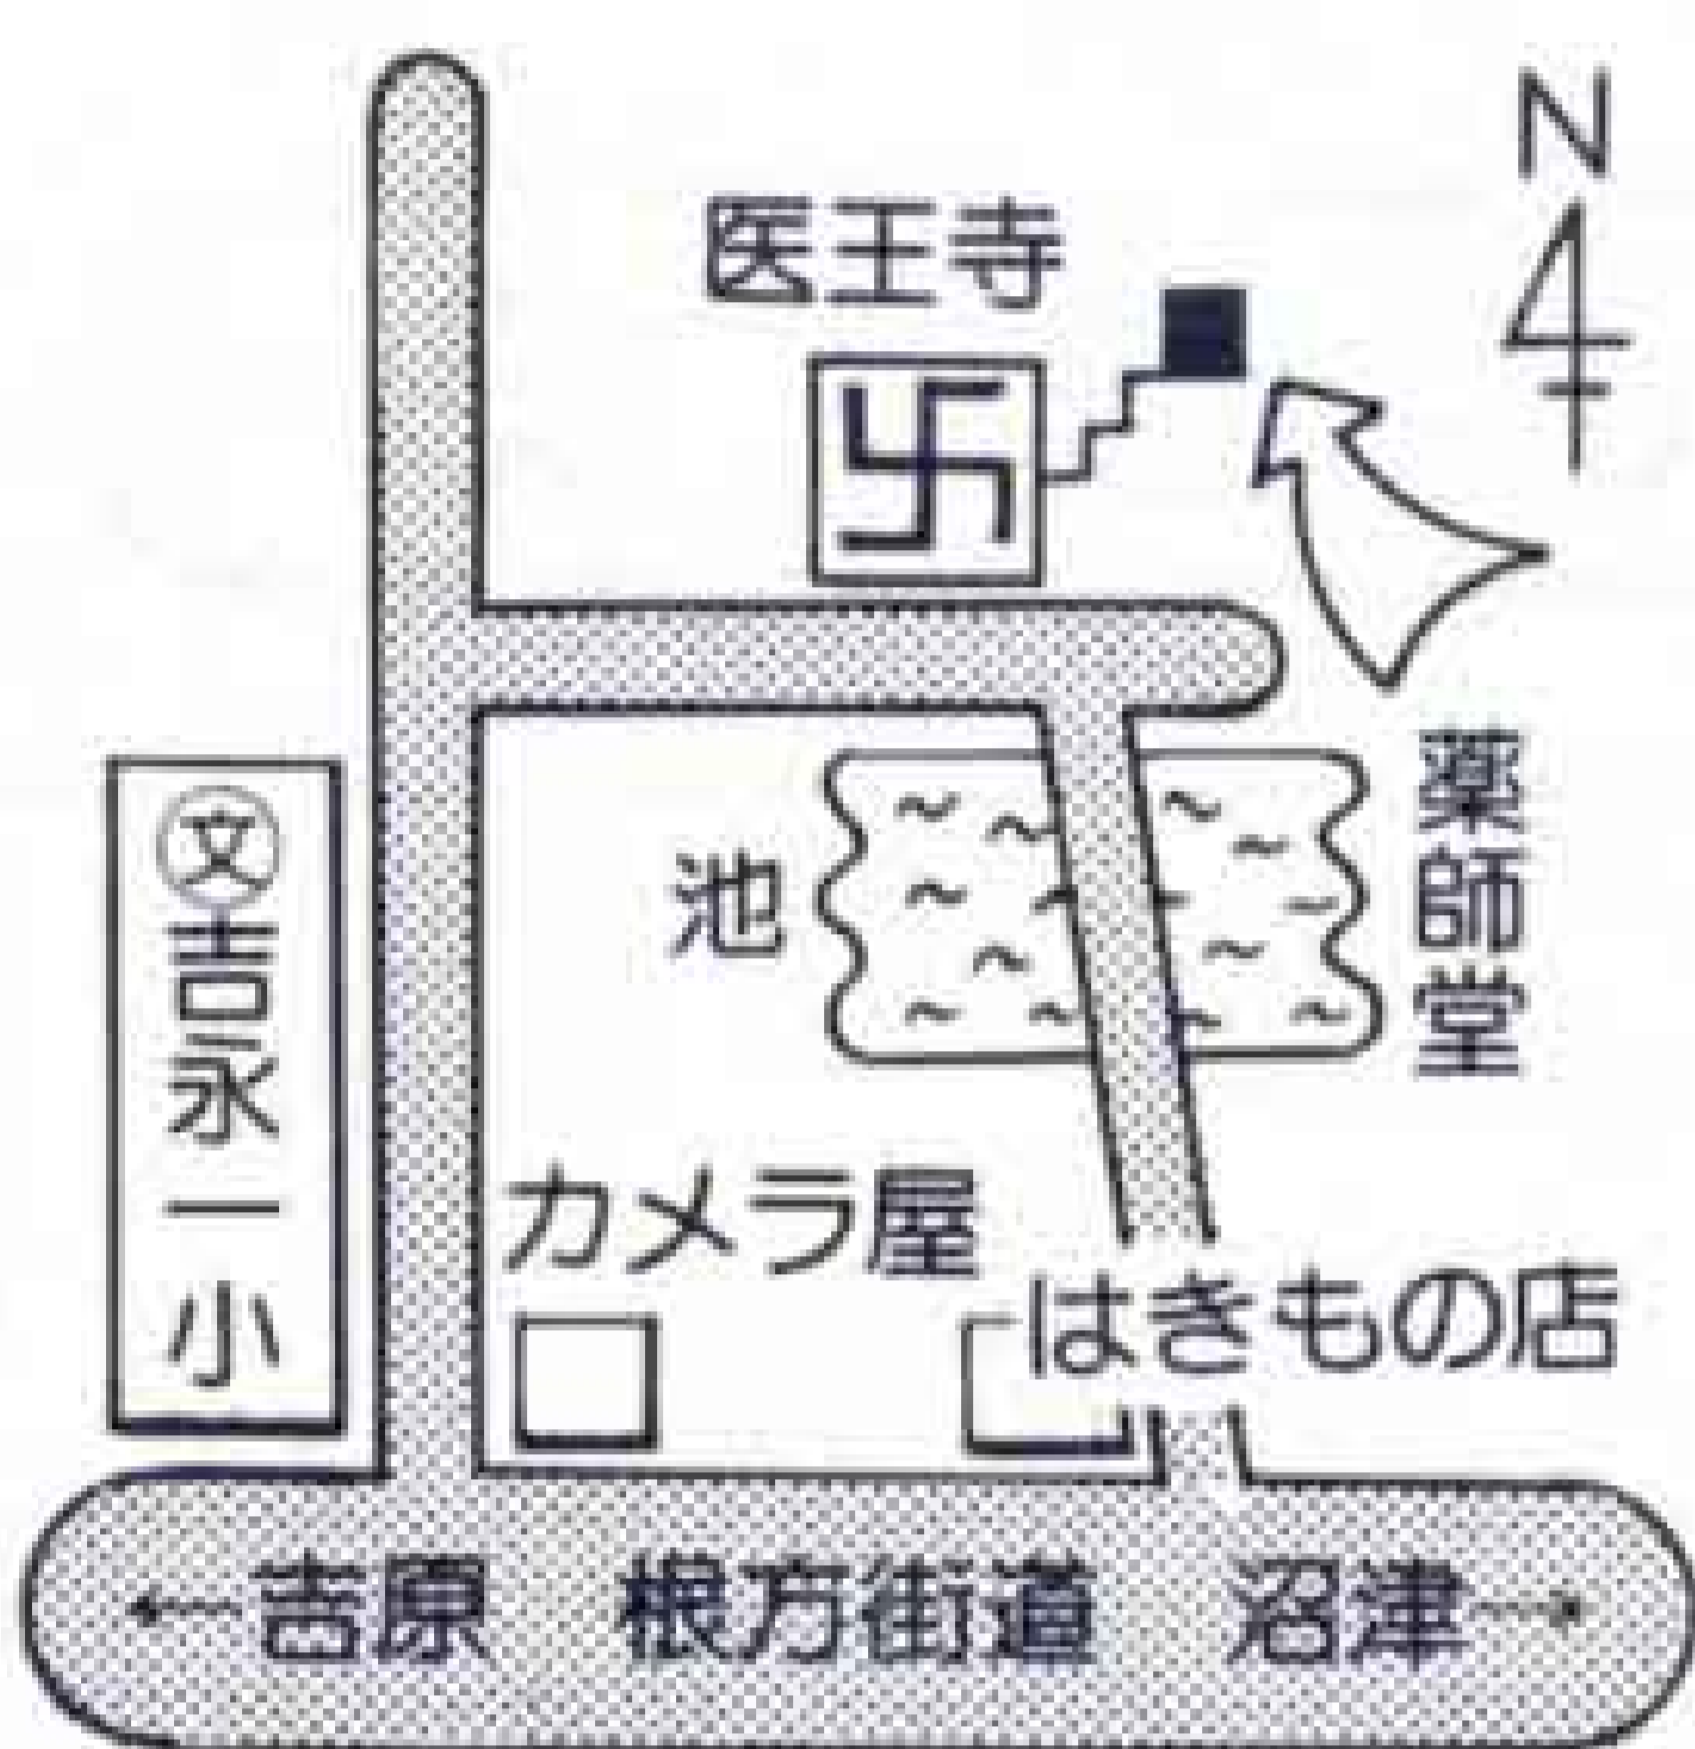 N
医王寺
薬師堂
池
文 吉永一小
カメラ屋
はきもの店
←吉原 根方街道 沼津→